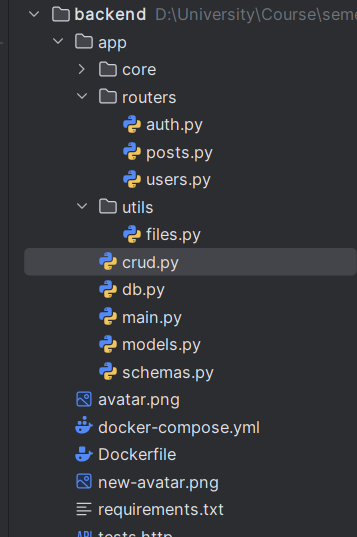 backend D:\University\Course\seme
app
core
routers
auth.py
posts.py
users.py
utils
files.py
crud.py
db.py
main.py
models.py
schemas.py
avatar.png
docker-compose.yml
Dockerfile
new-avatar.png
requirements.txt
API tests.http